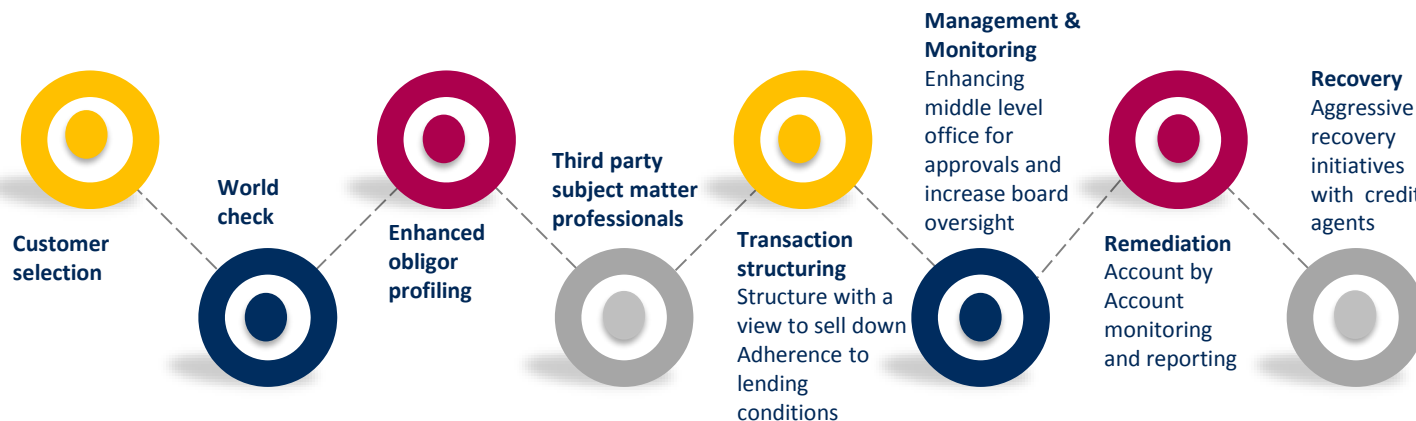 Customer
selection
World
check
Enhanced
obligor
profiling
Third party
subject matter
professionals
Transaction
structuring
Structure with a
view to sell down
Adherence to
lending
conditions
Management &
Monitoring
Enhancing
middle level
office for
approvals and
increase board
oversight
Remediation
Account by
Account
monitoring
and reporting
Recovery
Aggressive
recovery
initiatives
with credit
agents